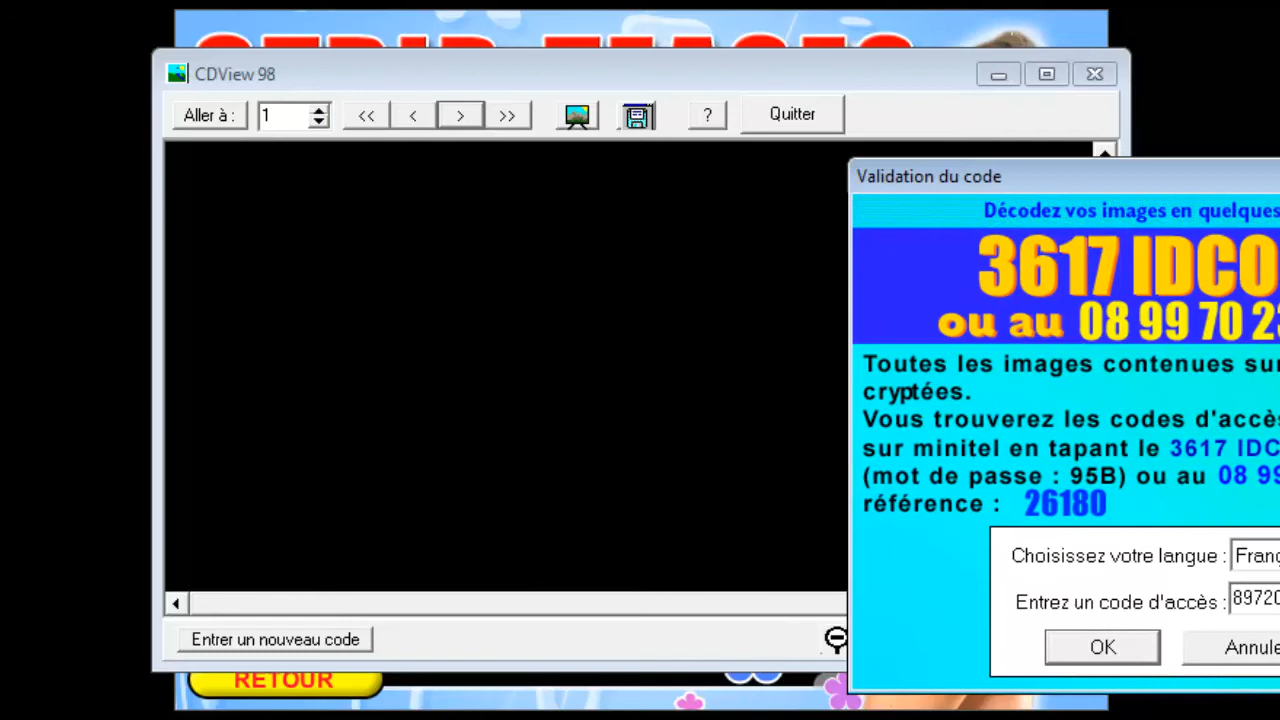 CDView 98
Aller à :
1
<<
<
>
>>
?
Quitter
Validation du code
Décodez vos images en quelques
3617 IDCO
ou au 08 99 70 23
Toutes les images contenues sur
cryptées.
Vous trouverez les codes d'accès
sur minitel en tapant le 3617 IDC
(mot de passe : 95B) ou au 08 99
référence : 26180
Choisissez votre langue : Franç
Entrez un code d'accès : 89720
OK
Annule
Entrer un nouveau code
RETOUR